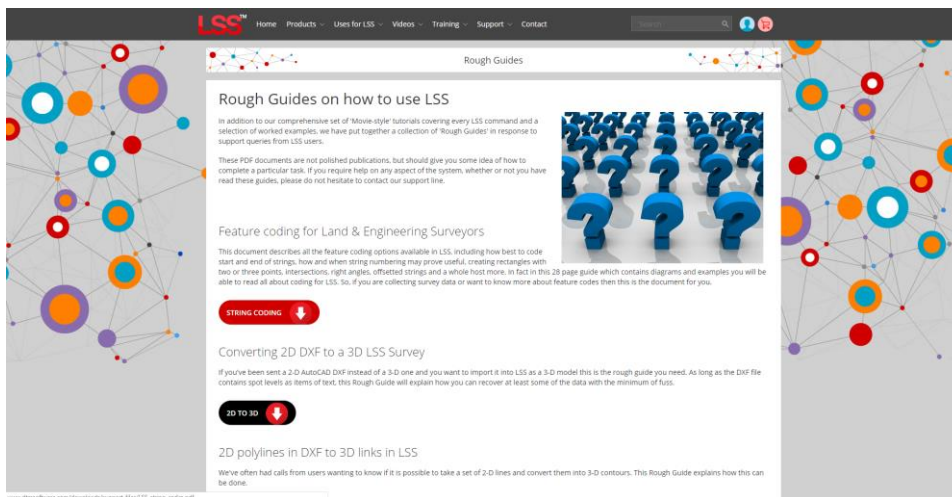 LSS™
Home Products Uses for LSS Videos Training Support Contact
Search
Rough Guides
Rough Guides on how to use LSS
In addition to our comprehensive set of 'Movie-style' tutorials covering every LSS command and a
selection of worked examples, we have put together a collection of 'Rough Guides' in response to
support queries from LSS users.
These PDF documents are not polished publications, but should give you some idea of how to
complete a particular task. If you require help on any aspect of the system, whether or not you have
read these guides, please do not hesitate to contact our support line.
Feature coding for Land & Engineering Surveyors
This document describes all the feature coding options available in LSS, including how best to code
start and end of strings, how and when string numbering may prove useful, creating rectangles with
two or three points, intersections, right angles, offsetted strings and a whole host more. In fact in this 28 page guide which contains diagrams and examples you will be
able to read all about coding for LSS. So, if you are collecting survey data or want to know more about feature codes then this is the document for you.
STRING CODING
Converting 2D DXF to a 3D LSS Survey
If you've been sent a 2-D AutoCAD DXF instead of a 3-D one and you want to import it into LSS as a 3-D model this is the rough guide you need. As long as the DXF file
contains spot levels as items of text, this Rough Guide will explain how you can recover at least some of the data with the minimum of fuss.
2D TO 3D
2D polylines in DXF to 3D links in LSS
We've often had calls from users wanting to know if it is possible to take a set of 2-D lines and convert them into 3-D contours. This Rough Guide explains how this can
be done.